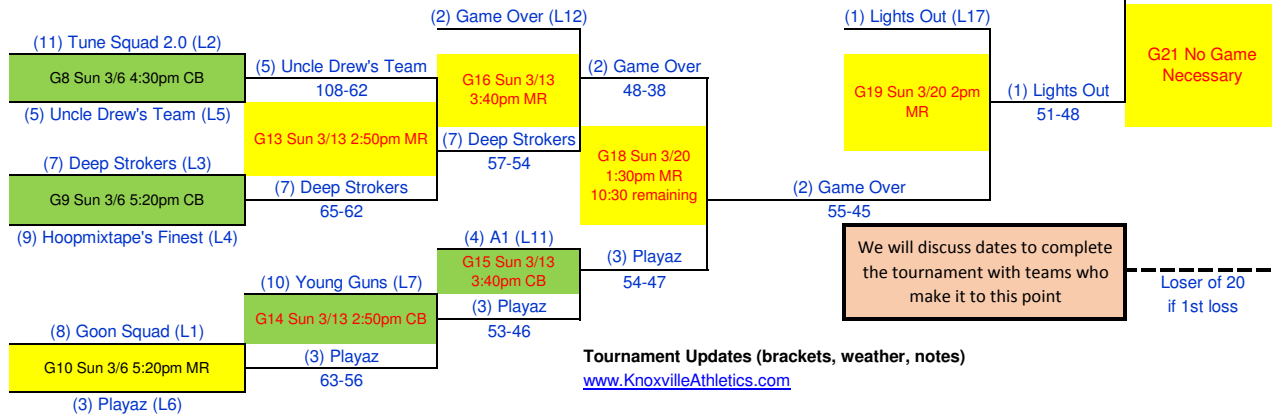 (2) Game Over (L12)
(1) Lights Out (L17)
(11) Tune Squad 2.0 (L2)
G8 Sun 3/6 4:30pm CB
(5) Uncle Drew's Team
108-62
(5) Uncle Drew's Team (L5)
G16 Sun 3/13
3:40pm MR
(2) Game Over
48-38
G19 Sun 3/20 2pm
MR
(1) Lights Out
51-48
G21 No Game
Necessary
G13 Sun 3/13 2:50pm MR
(7) Deep Strokers
57-54
(7) Deep Strokers (L3)
G9 Sun 3/6 5:20pm CB
(7) Deep Strokers
65-62
(9) Hoopmixtape's Finest (L4)
G18 Sun 3/20
1:30pm MR
10:30 remaining
(2) Game Over
55-45
(4) A1 (L11)
G15 Sun 3/13
3:40pm CB
(3) Playaz
54-47
(10) Young Guns (L7)
G14 Sun 3/13 2:50pm CB
(3) Playaz
53-46
(8) Goon Squad (L1)
G10 Sun 3/6 5:20pm MR
(3) Playaz
63-56
(3) Playaz (L6)
We will discuss dates to complete
the tournament with teams who
make it to this point
Loser of 20
if 1st loss
Tournament Updates (brackets, weather, notes)
www.KnoxvilleAthletics.com